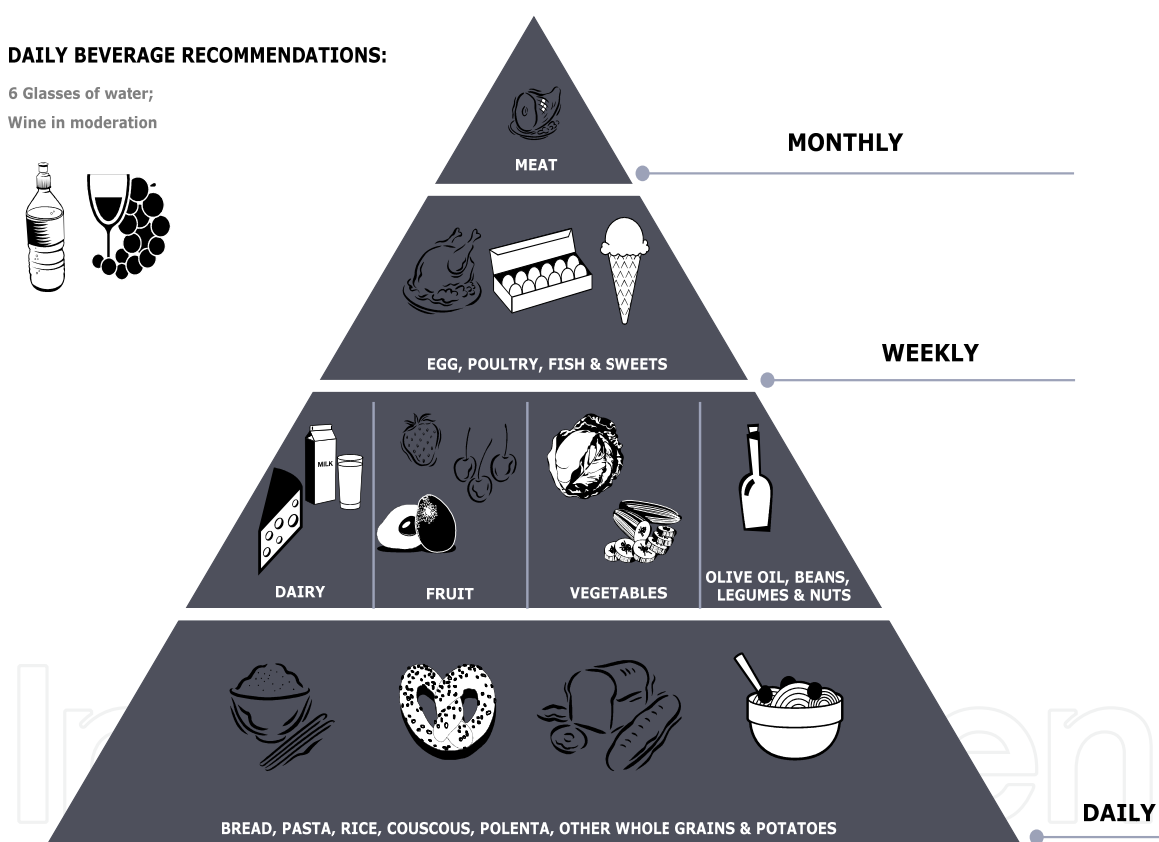 DAILY BEVERAGE RECOMMENDATIONS:
6 Glasses of water;
Wine in moderation
MEAT
MONTHLY
EGG, POULTRY, FISH & SWEETS
WEEKLY
MILK
DAIRY
FRUIT
VEGETABLES
OLIVE OIL, BEANS,
LEGUMES & NUTS
BREAD, PASTA, RICE, COUSCOUS, POLENTA, OTHER WHOLE GRAINS & POTATOES
DAILY